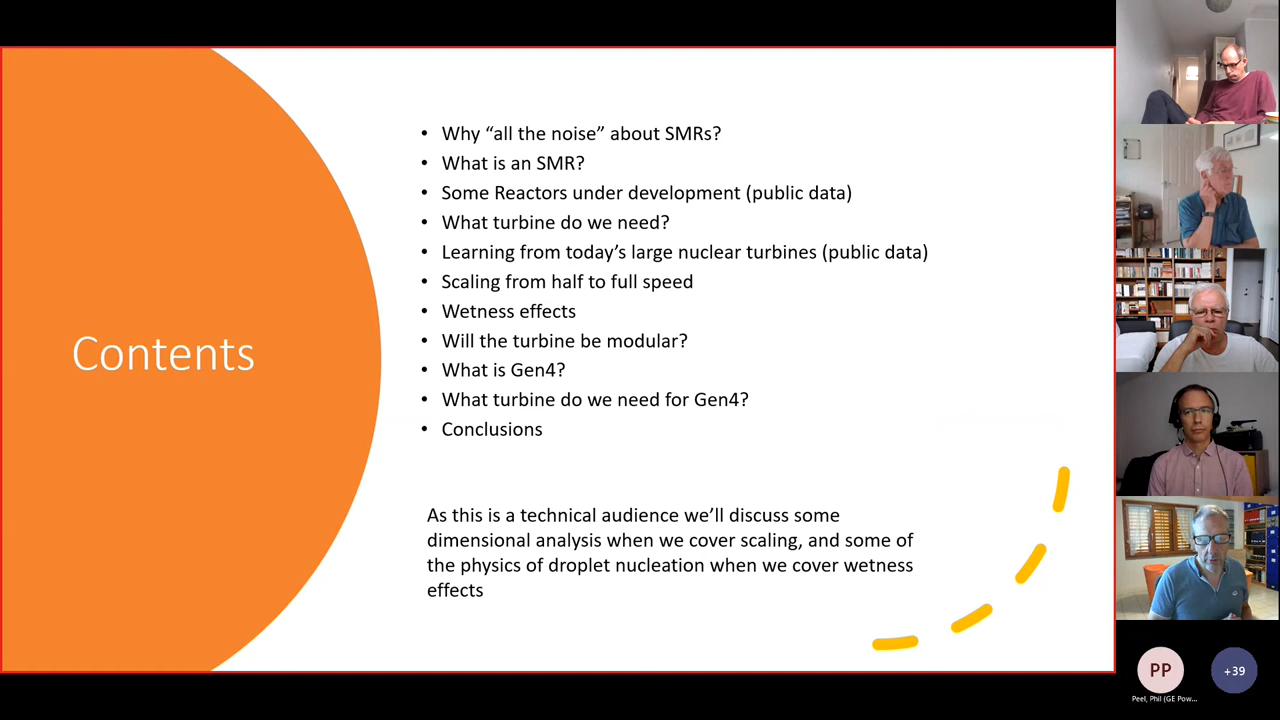 Contents
Why “all the noise” about SMRs?
What is an SMR?
Some Reactors under development (public data)
What turbine do we need?
Learning from today’s large nuclear turbines (public data)
Scaling from half to full speed
Wetness effects
Will the turbine be modular?
What is Gen4?
What turbine do we need for Gen4?
Conclusions
As this is a technical audience we’ll discuss some
dimensional analysis when we cover scaling, and some of
the physics of droplet nucleation when we cover wetness
effects
PP
+39
Peel, Phil (GE Pow...